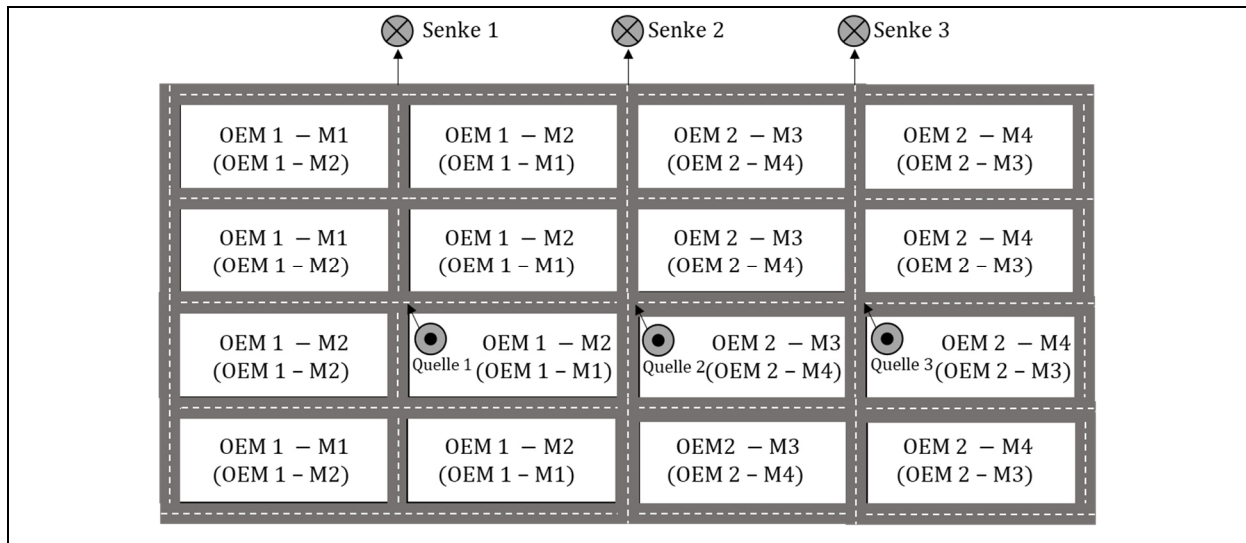 Senke 1
Senke 2
Senke 3
OEM 1 − M1
(OEM 1 – M2)
OEM 1 − M2
(OEM 1 – M1)
OEM 2 − M3
(OEM 2 – M4)
OEM 2 − M4
(OEM 2 – M3)
OEM 1 − M1
(OEM 1 – M2)
OEM 1 − M2
(OEM 1 – M1)
OEM 2 − M3
(OEM 2 – M4)
OEM 2 − M4
(OEM 2 – M3)
OEM 1 − M2
(OEM 1 – M2)
Quelle 1
OEM 1 − M2
(OEM 1 – M1)
Quelle 2
OEM 2 − M3
(OEM 2 – M4)
Quelle 3
OEM 2 − M4
(OEM 2 – M3)
OEM 1 − M1
(OEM 1 – M2)
OEM 1 − M2
(OEM 1 – M1)
OEM2 − M3
(OEM 2 – M4)
OEM 2 − M4
(OEM 2 – M3)